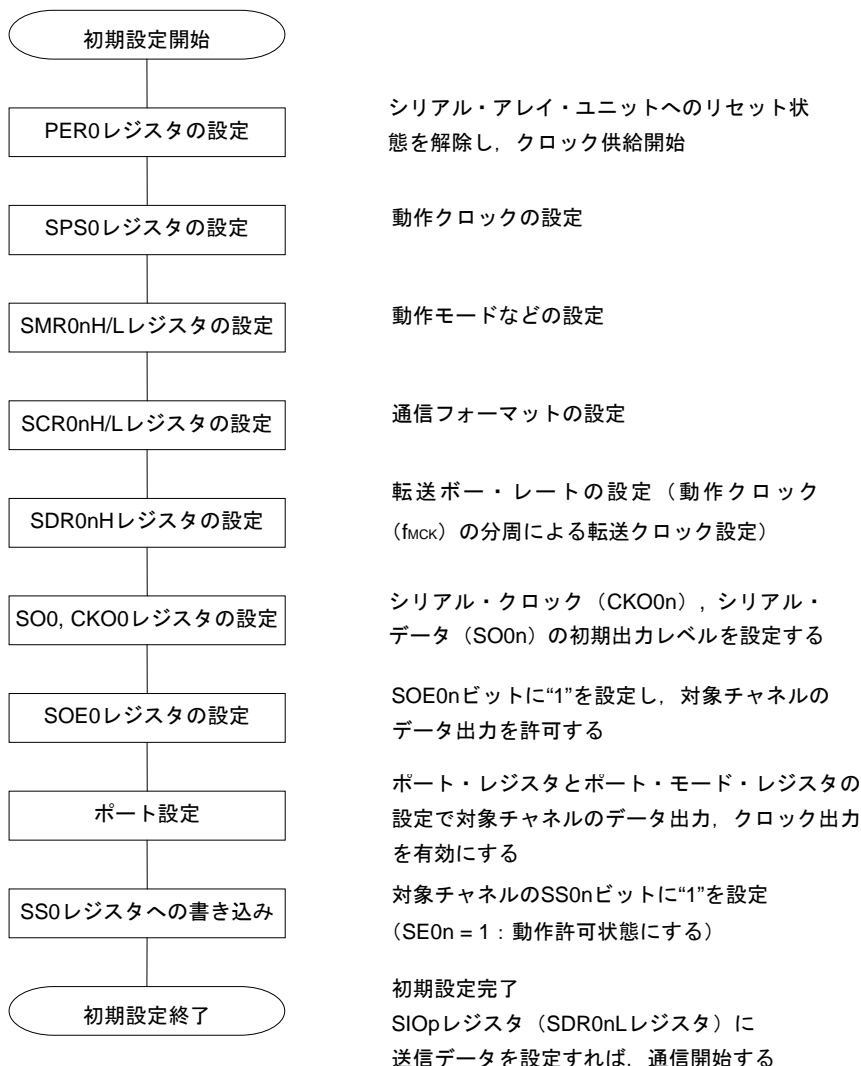 初期設定開始
PER0レジスタの設定
シリアル・アレイ・ユニットへのリセット状
態を解除し，クロック供給開始
SPS0レジスタの設定
動作クロックの設定
SMR0nH/Lレジスタの設定
動作モードなどの設定
SCR0nH/Lレジスタの設定
通信フォーマットの設定
SDR0nHレジスタの設定
転送ボー・レートの設定（動作クロック
（fMCK）の分周による転送クロック設定）
SO0, CKO0レジスタの設定
シリアル・クロック（CKO0n）, シリアル・
データ（SO0n）の初期出力レベルを設定する
SOE0レジスタの設定
SOE0nビットに“1”を設定し，対象チャネルの
データ出力を許可する
ポート設定
ポート・レジスタとポート・モード・レジスタの
設定で対象チャネルのデータ出力，クロック出力
を有効にする
SS0レジスタへの書き込み
対象チャネルのSS0nビットに“1”を設定
（SE0n = 1：動作許可状態にする）
初期設定終了
初期設定完了
SIOpレジスタ（SDR0nLレジスタ）に
送信データを設定すれば，通信開始する